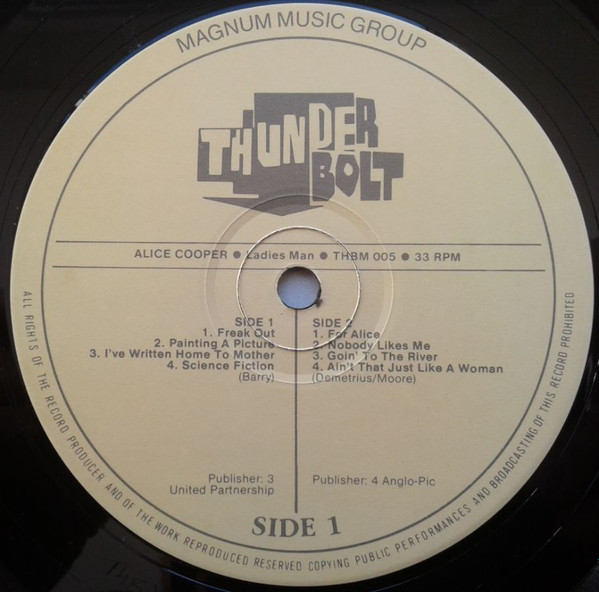 MAGNUM MUSIC GROUP
THUNDER
BOLT
ALICE COOPER ● Ladies Man ● THBM 005 ● 33 RPM
SIDE 1
1. Freak Out
2. Painting A Picture
3. I've Written Home To Mother
4. Science Fiction
(Barry)
SIDE 2
1. For Alice
2. Nobody Likes Me
3. Goin' To The River
4. Ain't That Just Like A Woman
(Demetrius/Moore)
Publisher: 3
United Partnership
Publisher: 4 Anglo-Pic
SIDE 1
ALL RIGHTS OF THE RECORD PRODUCER AND OF THE WORK REPRODUCED RESERVED COPYING PUBLIC PERFORMANCES AND BROADCASTING OF THIS RECORD PROHIBITED